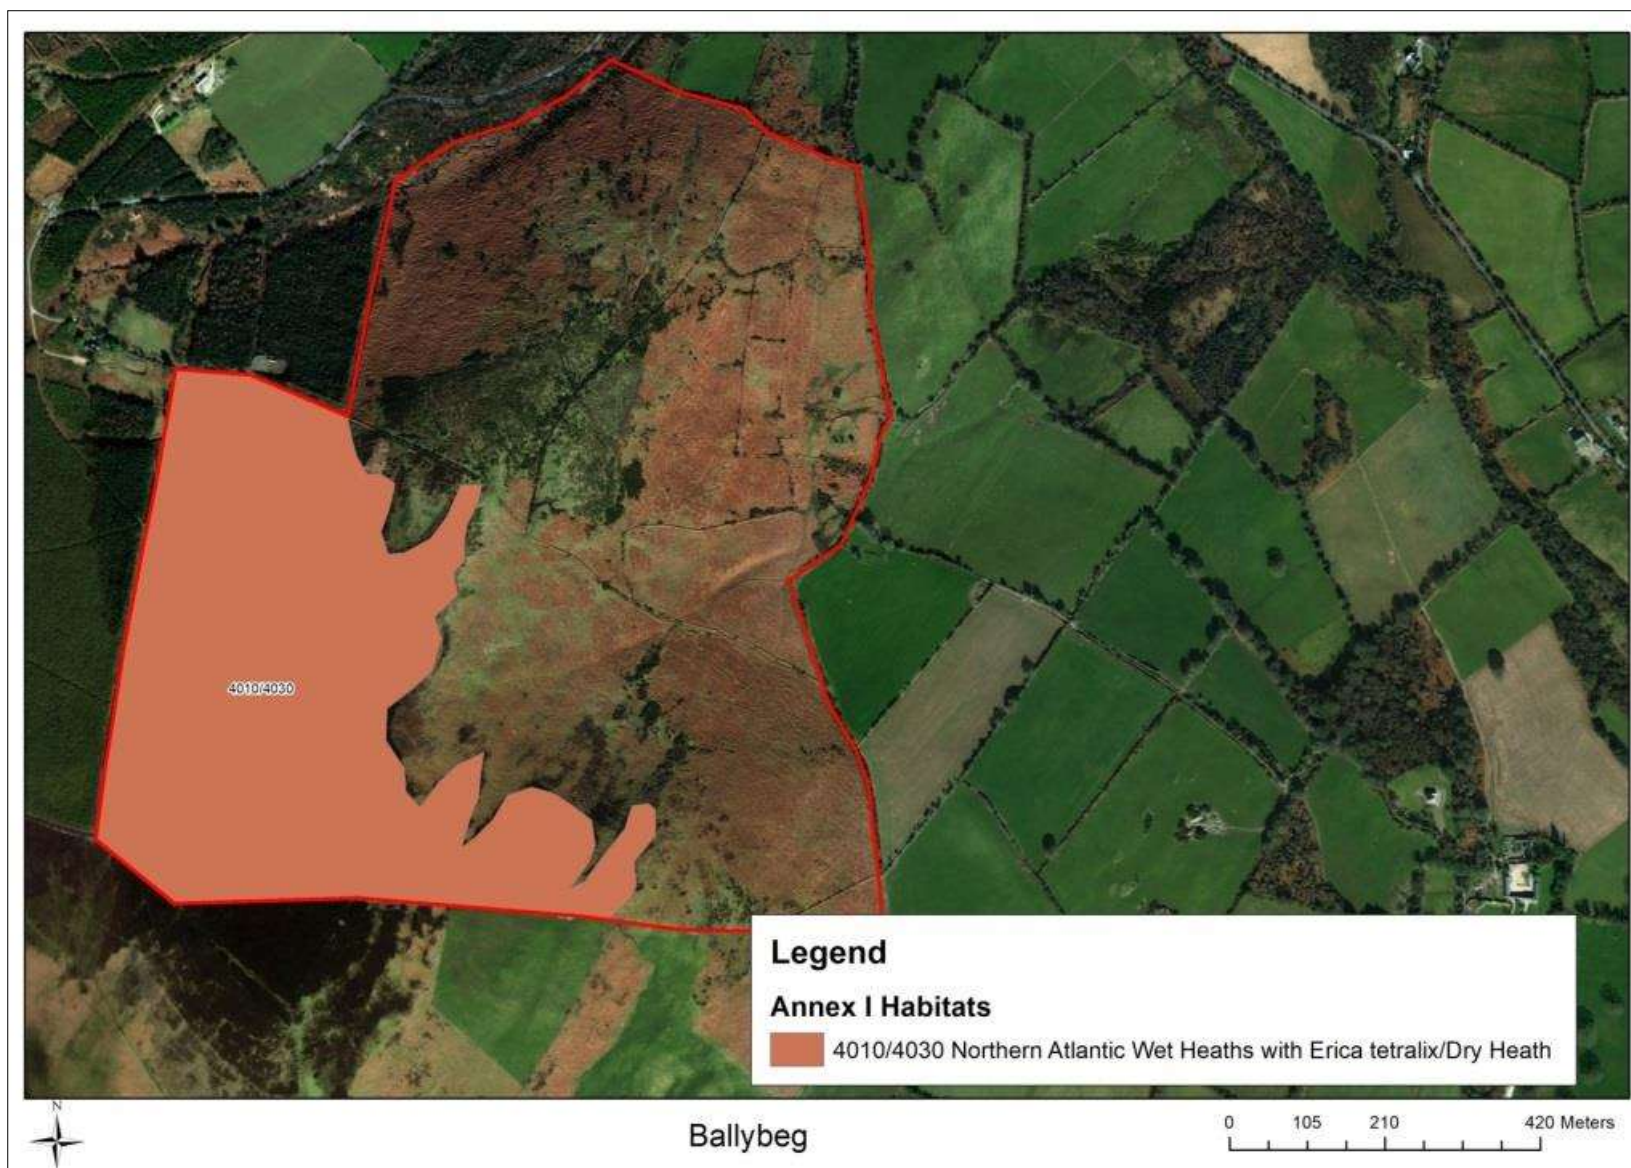 4010/4030
Legend
Annex I Habitats
4010/4030 Northern Atlantic Wet Heaths with Erica tetralix/Dry Heath
N
Ballybeg
0 105 210 420 Meters